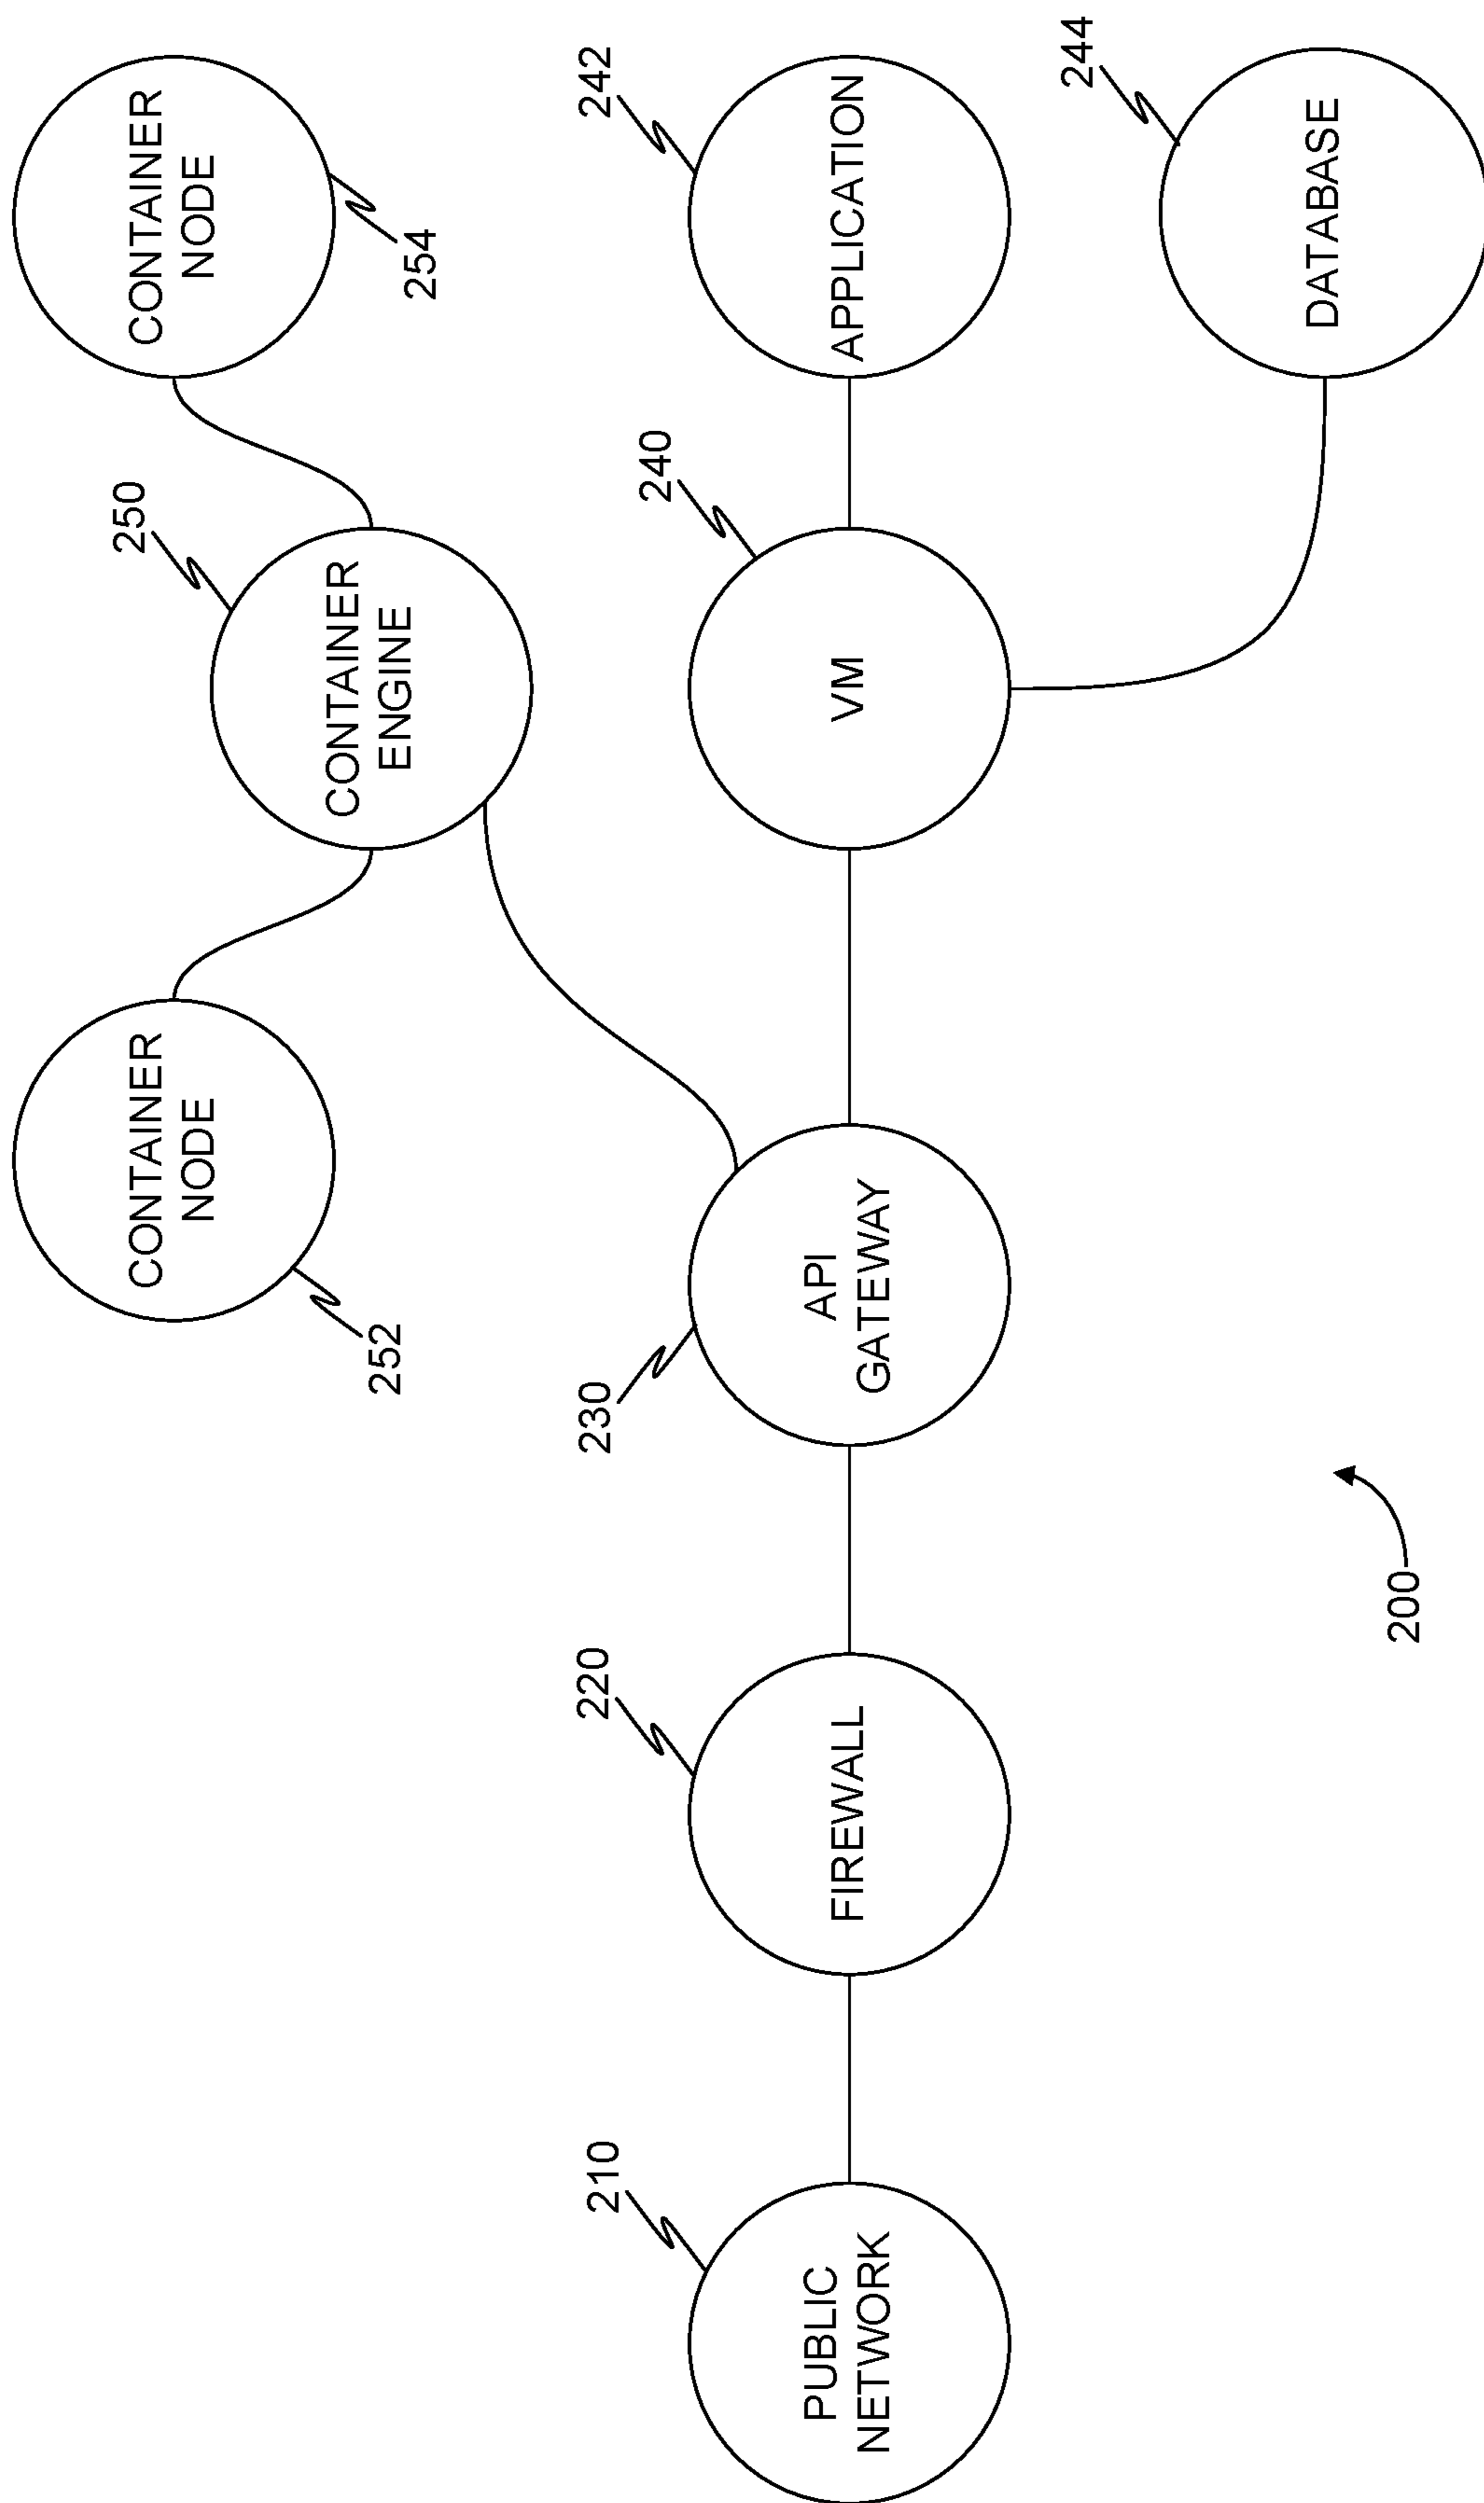 252
CONTAINER
NODE
250
CONTAINER
ENGINE
254
CONTAINER
NODE
210
PUBLIC
NETWORK
220
FIREWALL
230
API
GATEWAY
240
VM
242
APPLICATION
200
244
DATABASE